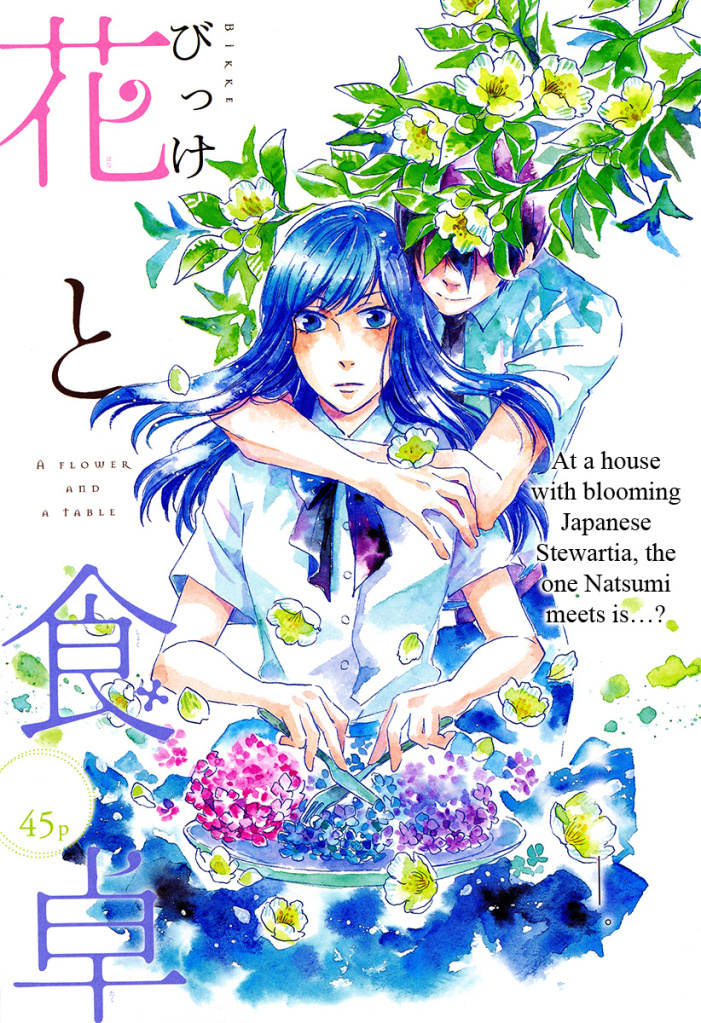 花と食卓
びっけ
BIKKE
A FLOWER
AND
A TABLE
45p
At a house
with blooming
Japanese
Stewartia, the
one Natsumi
meets is...?